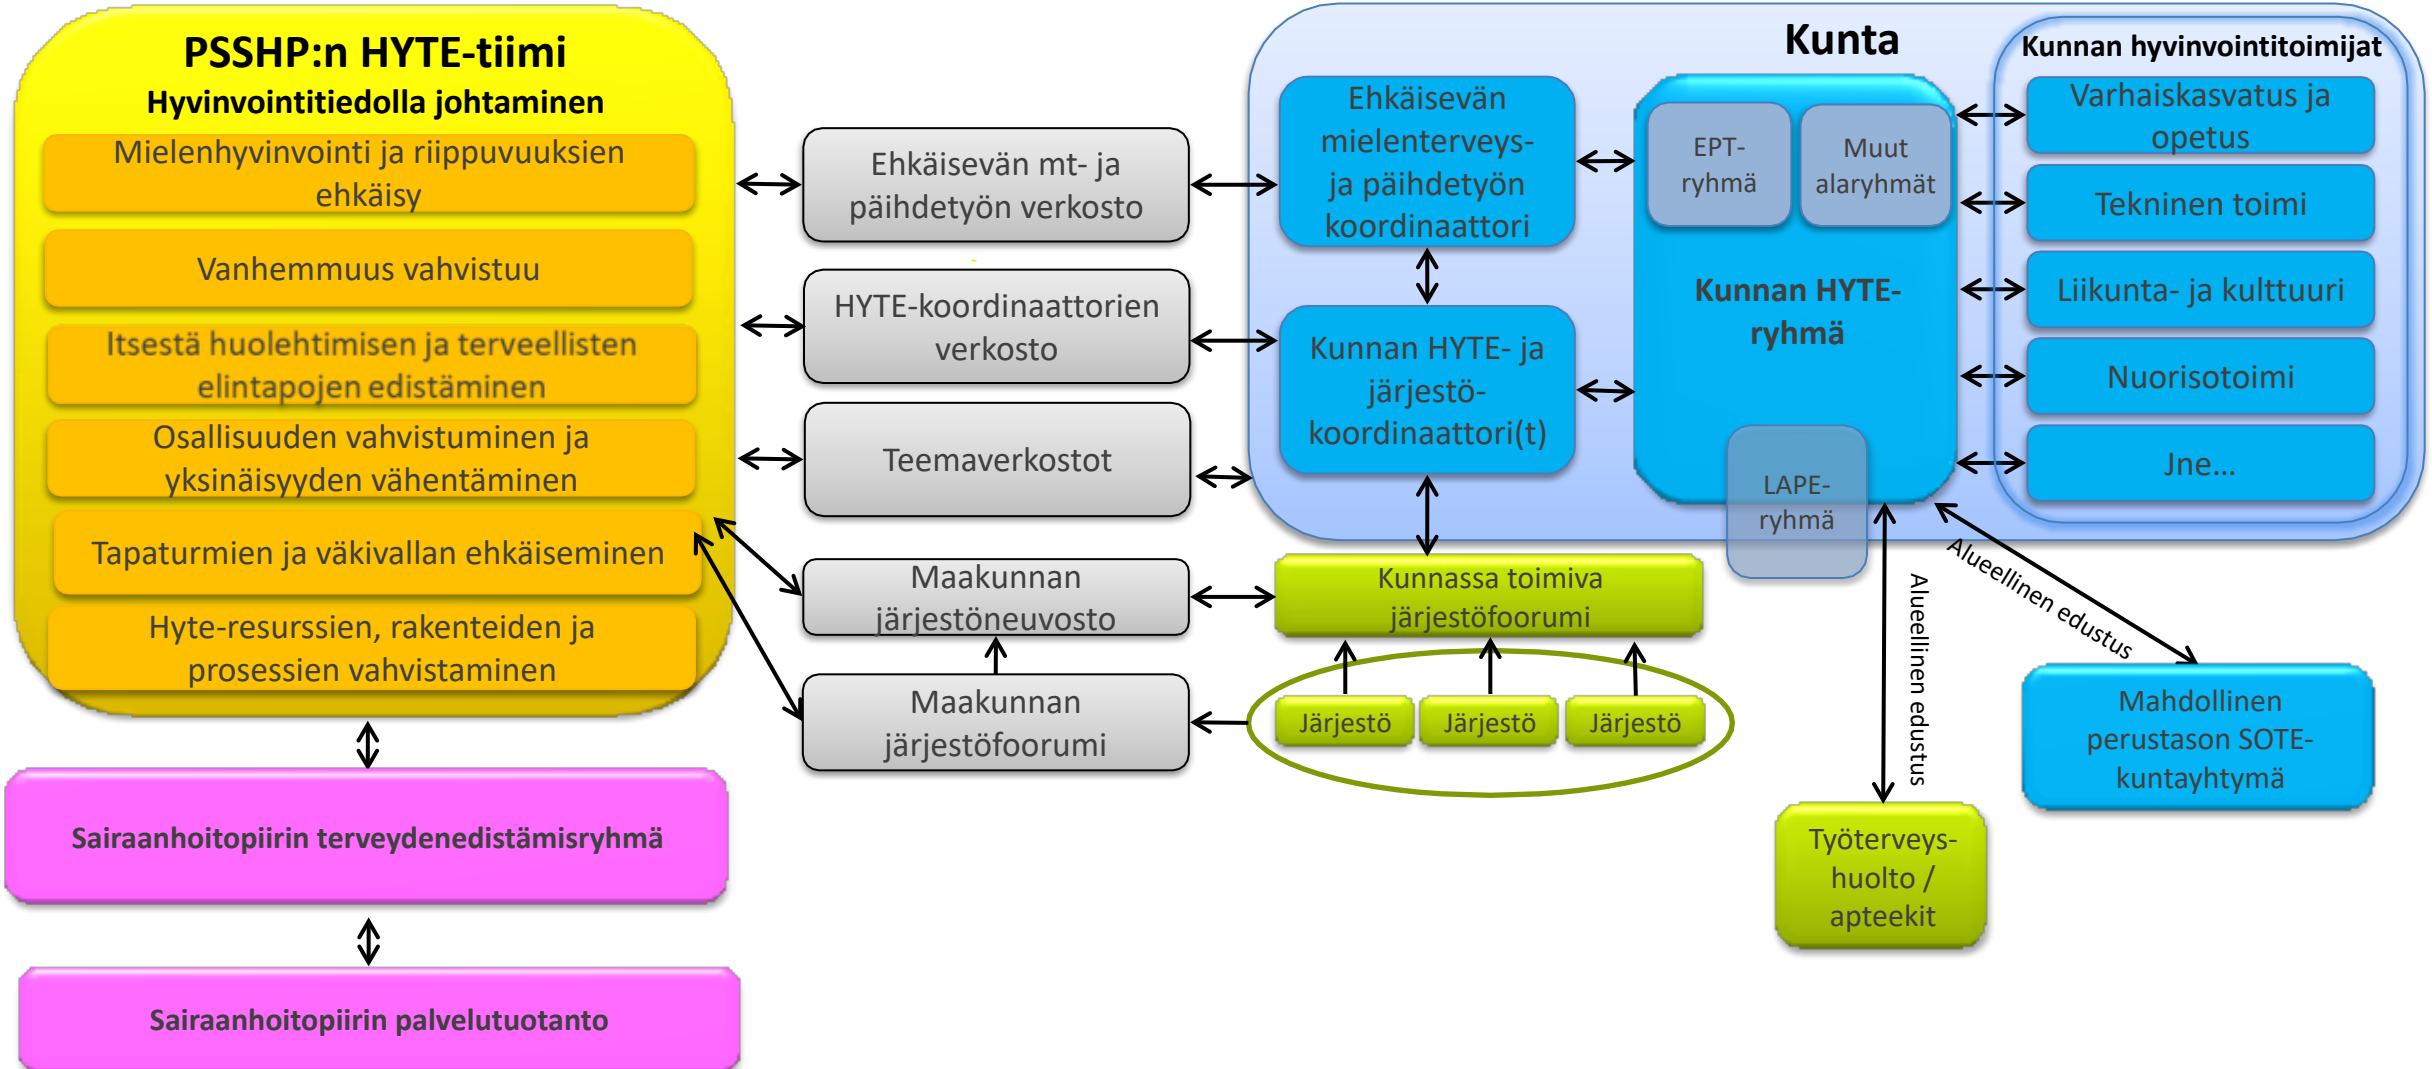 PSSHP:n HYTE-tiimi
Hyvinvointitiedolla johtaminen
Mielenhyvinvointi ja riippuvuuksien
ehkäisy
Vanhemmuus vahvistuu
Itsestä huolehtimisen ja terveellisten
elintapojen edistäminen
Osallisuuden vahvistuminen ja
yksinäisyyden vähentäminen
Tapaturmien ja väkivallan ehkäiseminen
Hyte-resurssien, rakenteiden ja
prosessien vahvistaminen
Sairaanhoitopiirin terveydenedistämisryhmä
Sairaanhoitopiirin palvelutuotanto
Ehkäisevän mt- ja
päihdetyön verkosto
HYTE-koordinaattorien
verkosto
Teemaverkostot
Maakunnan
järjestöneuvosto
Maakunnan
järjestöfoorumi
Kunta
Ehkäisevän
mielenterveys-
ja päihdetyön
koordinaattori
Kunnan HYTE- ja
järjestö-
koordinaattori(t)
EPT-
ryhmä
Muut
alaryhmät
Kunnan HYTE-
ryhmä
LAPE-
ryhmä
Kunnan hyvinvointitoimijat
Varhaiskasvatus ja
opetus
Tekninen toimi
Liikunta- ja kulttuuri
Nuorisotoimi
Jne...
Kunnassa toimiva
järjestöfoorumi
Järjestö
Järjestö
Järjestö
Alueellinen edustus
Alueellinen edustus
Työterveys-
huolto /
apteekit
Mahdollinen
perustason SOTE-
kuntayhtymä